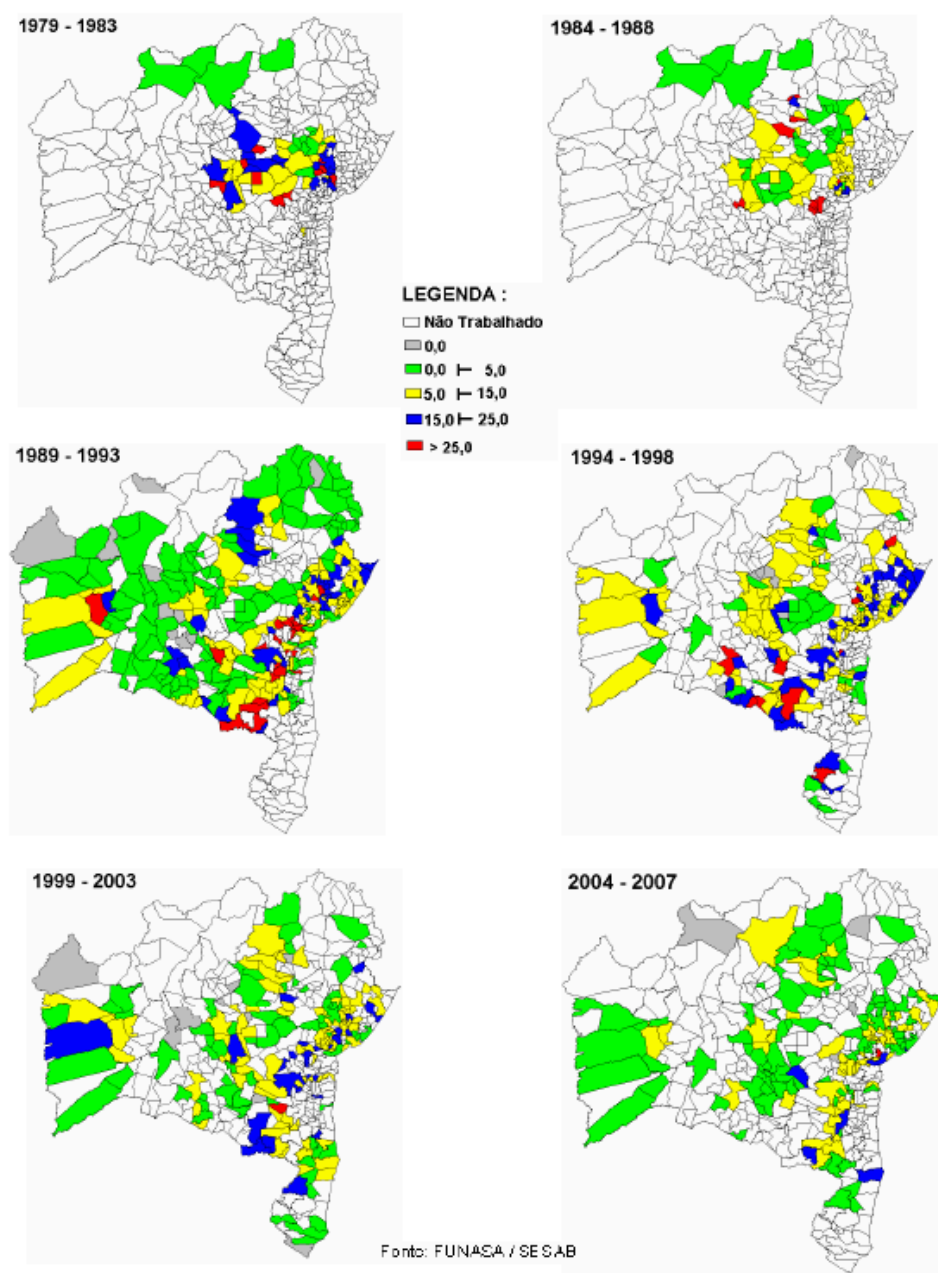 1979 - 1983
1984 - 1988
LEGENDA :
Não Trabalhado
0,0
0,0 ⊢ 5,0
5,0 ⊢ 15,0
15,0 ⊢ 25,0
> 25,0
1989 - 1993
1994 - 1998
1999 - 2003
2004 - 2007
Fonte: FUNASA / SESAB